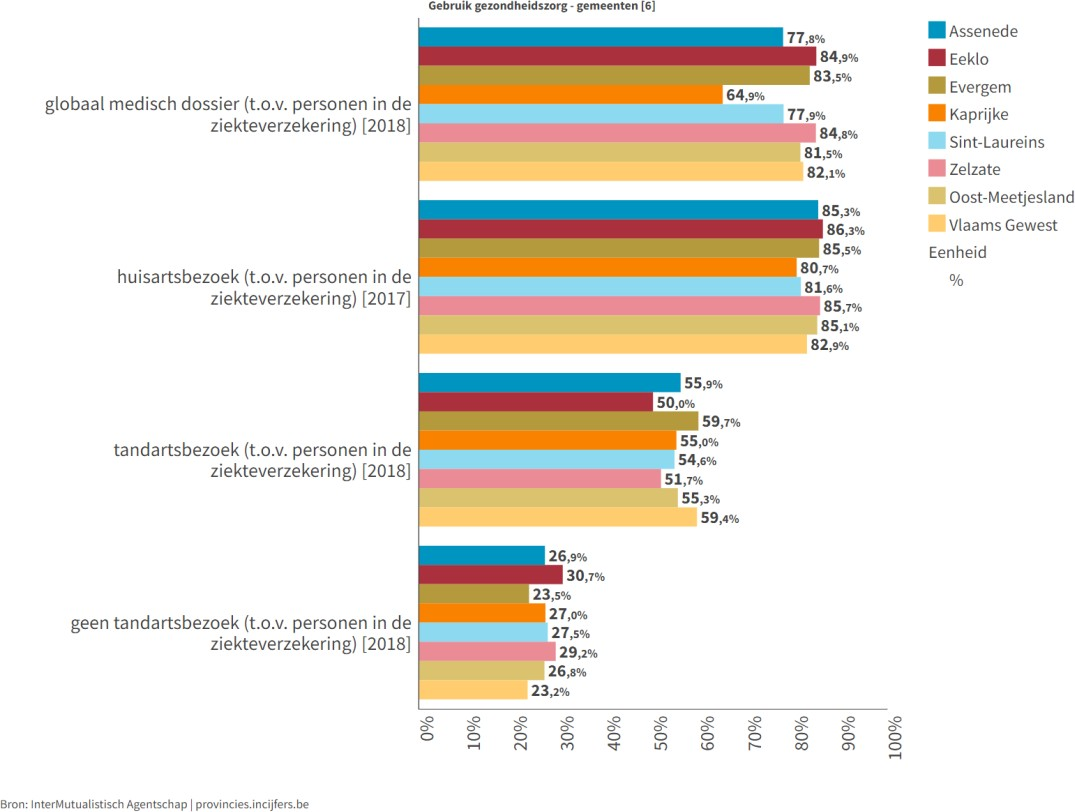 Gebruik gezondheidszorg - gemeenten [6]
globaal medisch dossier (t.o.v. personen in de
ziekteverzekering) [2018]
77,8%
84,9%
83,5%
64,9%
77,9%
84,8%
81,5%
82,1%
huisartsbezoek (t.o.v. personen in de
ziekteverzekering) [2017]
85,3%
86,3%
85,5%
80,7%
81,6%
85,7%
85,1%
82,9%
tandartsbezoek (t.o.v. personen in de
ziekteverzekering) [2018]
55,9%
50,0%
59,7%
55,0%
54,6%
51,7%
55,3%
59,4%
geen tandartsbezoek (t.o.v. personen in de
ziekteverzekering) [2018]
26,9%
30,7%
23,5%
27,0%
27,5%
29,2%
26,8%
23,2%
0%
10%
20%
30%
40%
50%
60%
70%
80%
90%
100%
Assenede
Eeklo
Evergem
Kaprijke
Sint-Laureins
Zelzate
Oost-Meetjesland
Vlaams Gewest
Eenheid
%
Bron: InterMutualistisch Agentschap | provincies.incijfers.be